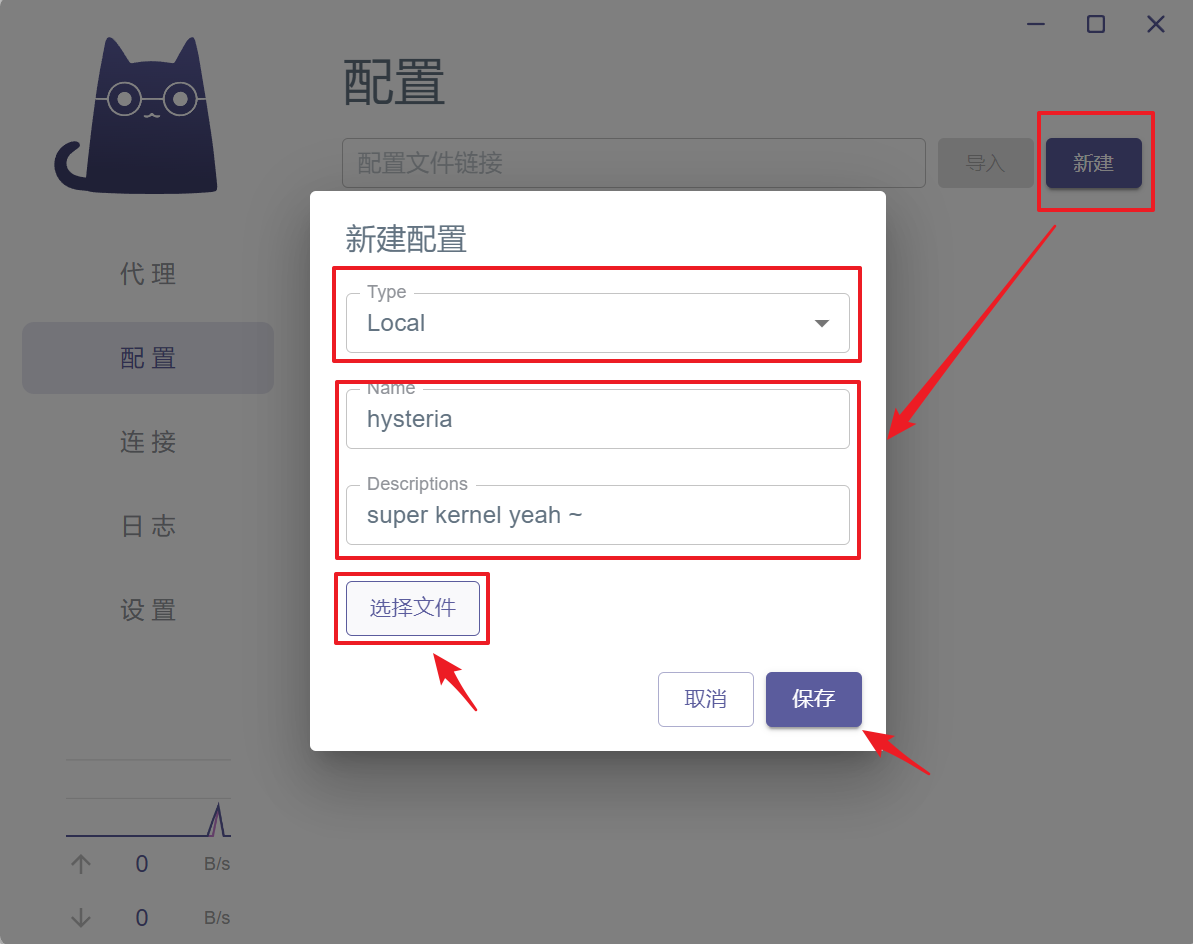 配置
配置文件链接
导入
新建
代 理
配 置
连 接
日 志
设 置
新建配置
Type
Local
Name
hysteria
Descriptions
super kernel yeah ~
选择文件
取消
保存
0 B/s
0 B/s